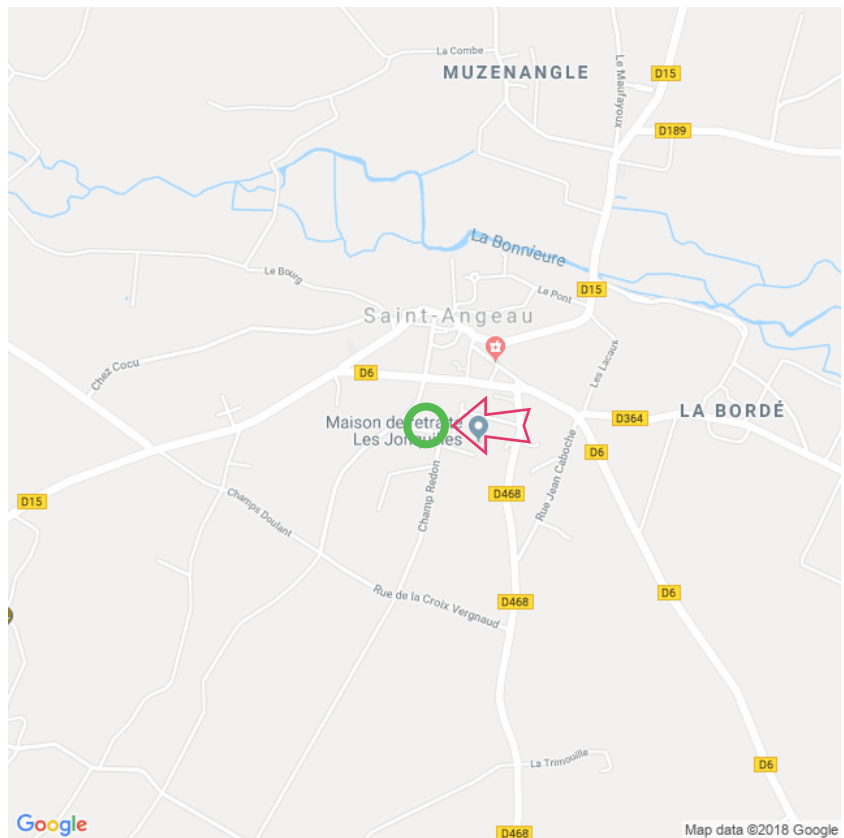 La Combe
MUZENANGLE
D15
Le Maufayoux
D189
La Bonnieure
Le Bourg
D15
Le Pont
Saint-Angeau
Chez Cocu
D6
Les Lacaux
LA BORDÉ
D364
Maison de retraite
Les Jonquilles
D6
Rue Jean Caboche
Champ Redon
D468
D15
Champs Doulant
Rue de la Croix Vergnaud
D468
D6
La Trimouille
D6
Google
D468
Map data ©2018 Google